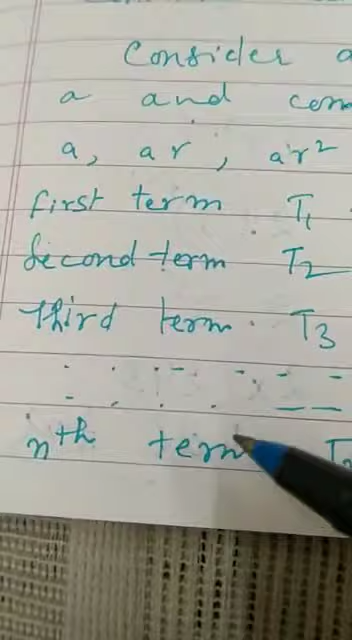 Consider a
a and com
a, ar, ar²
first term T₁
Second term T₂
third term . T₃
nth term T